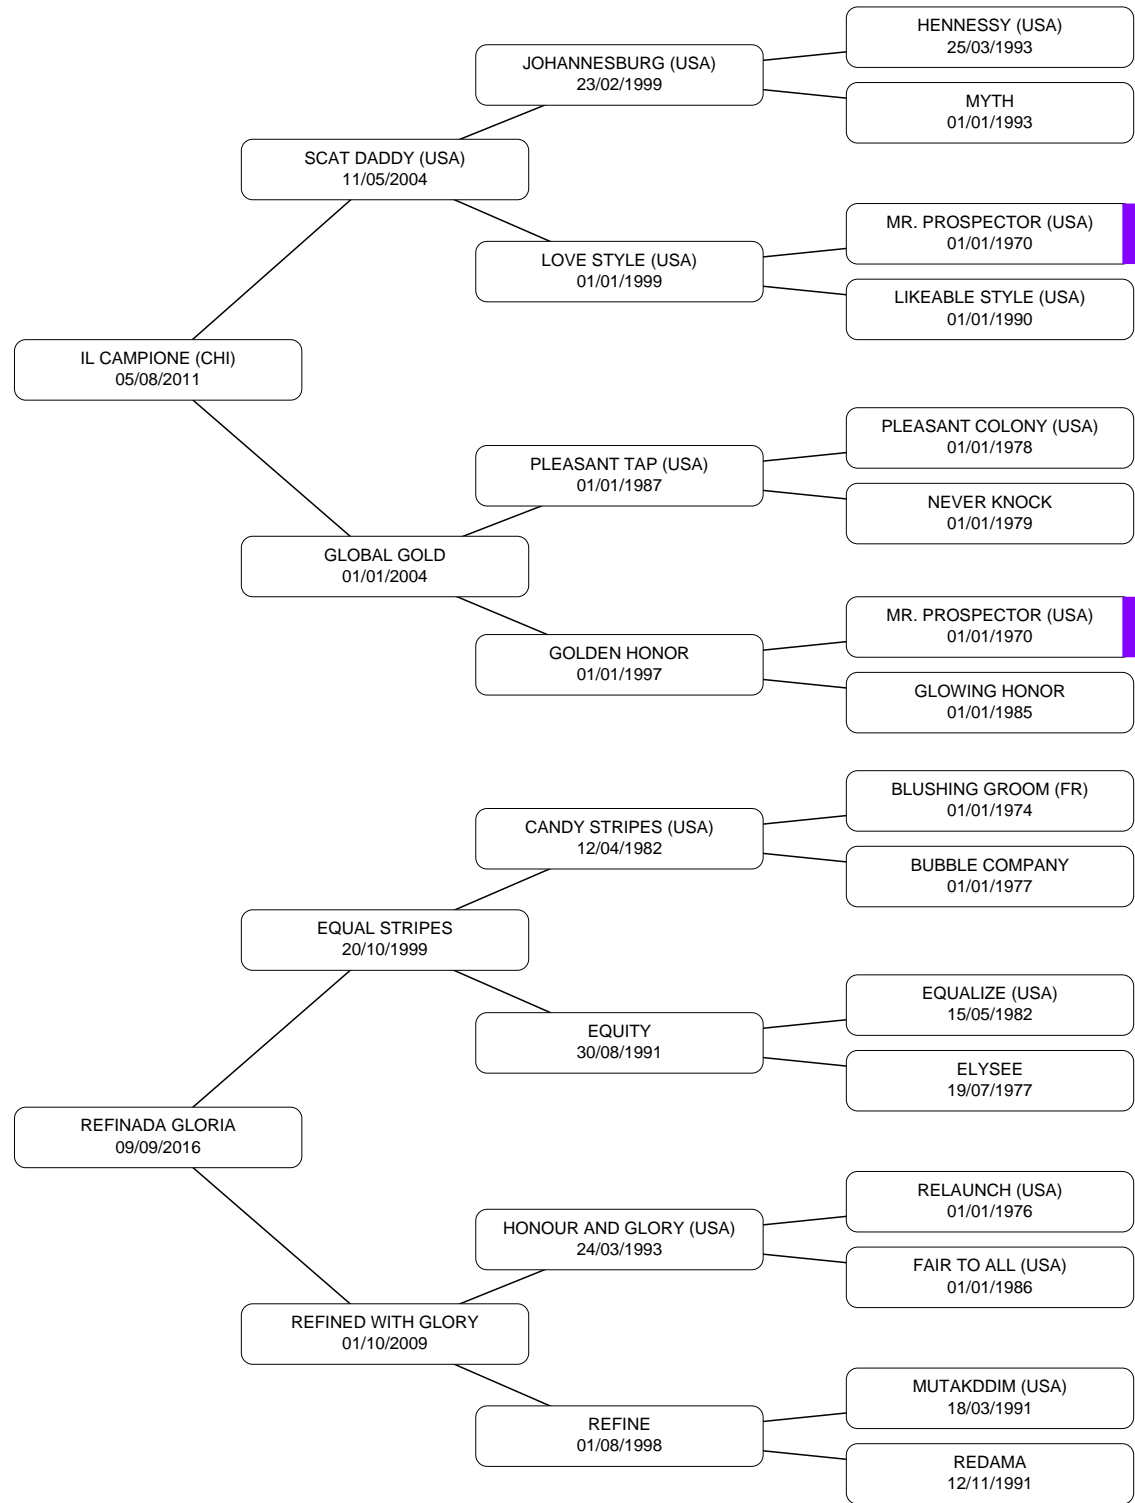 HENNESSY (USA)
25/03/1993
JOHANNESBURG (USA)
23/02/1999
MYTH
01/01/1993
SCAT DADDY (USA)
11/05/2004
MR. PROSPECTOR (USA)
01/01/1970
LOVE STYLE (USA)
01/01/1999
LIKEABLE STYLE (USA)
01/01/1990
IL CAMPIONE (CHI)
05/08/2011
PLEASANT COLONY (USA)
01/01/1978
PLEASANT TAP (USA)
01/01/1987
NEVER KNOCK
01/01/1979
GLOBAL GOLD
01/01/2004
MR. PROSPECTOR (USA)
01/01/1970
GOLDEN HONOR
01/01/1997
GLOWING HONOR
01/01/1985
BLUSHING GROOM (FR)
01/01/1974
CANDY STRIPES (USA)
12/04/1982
BUBBLE COMPANY
01/01/1977
EQUAL STRIPES
20/10/1999
EQUALIZE (USA)
15/05/1982
EQUITY
30/08/1991
ELYSEE
19/07/1977
REFINADA GLORIA
09/09/2016
RELAUNCH (USA)
01/01/1976
HONOUR AND GLORY (USA)
24/03/1993
FAIR TO ALL (USA)
01/01/1986
REFINED WITH GLORY
01/10/2009
MUTAKDDIM (USA)
18/03/1991
REFINE
01/08/1998
REDAMA
12/11/1991